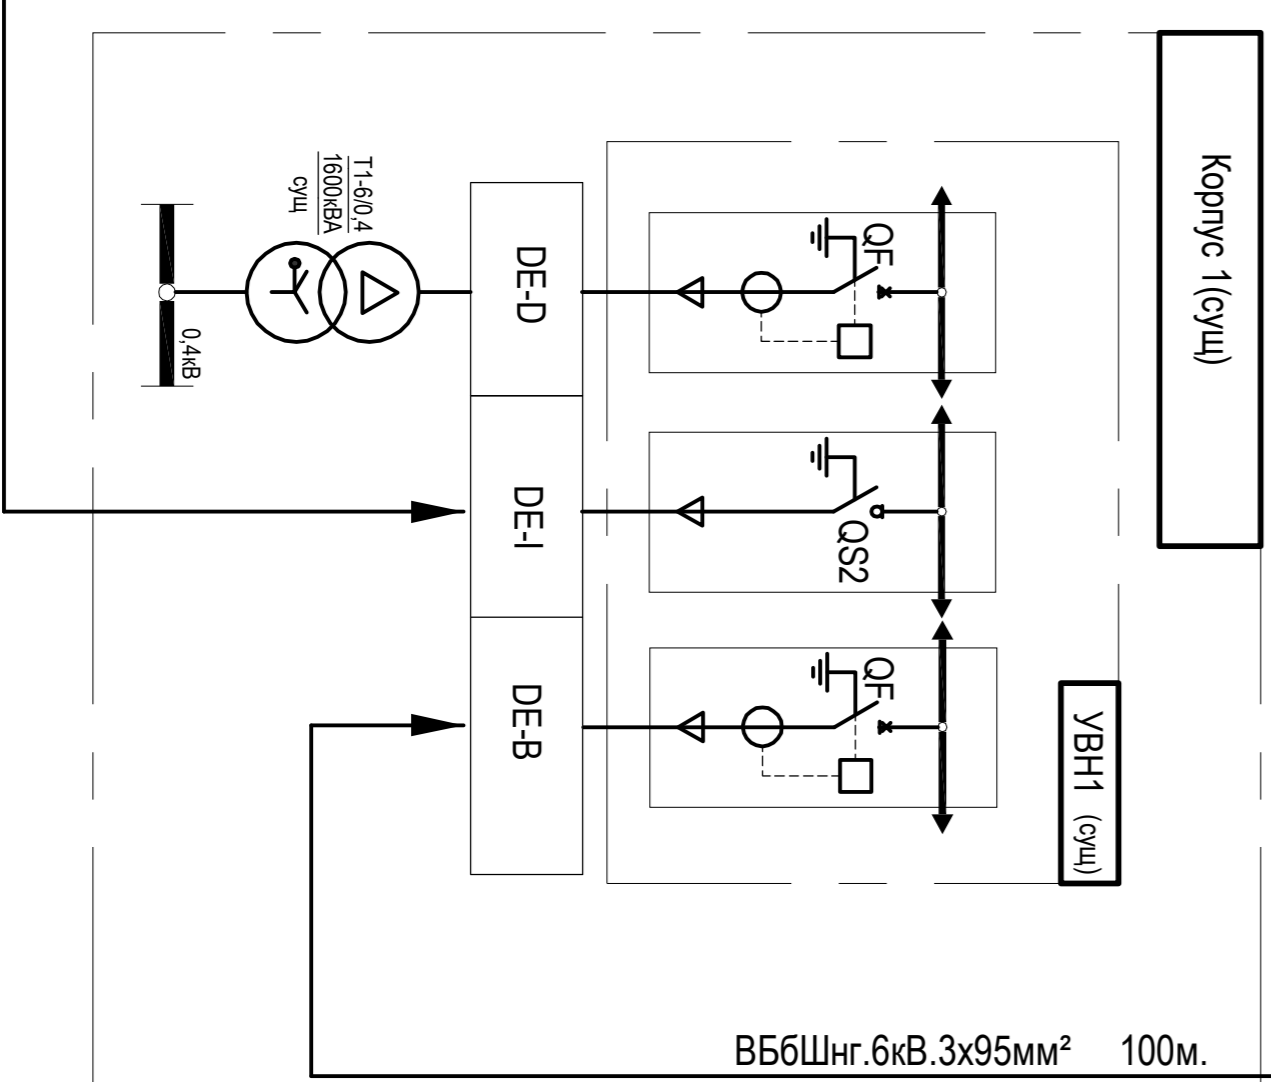 Корпус 1(сущ)
УВН1 (сущ)
QF
QS2
QF
DE-D
DE-I
DE-B
Т1-6/0,4
1600кВА
сущ
0,4кВ
ВБбШнг.6кВ.3х95мм² 100м.